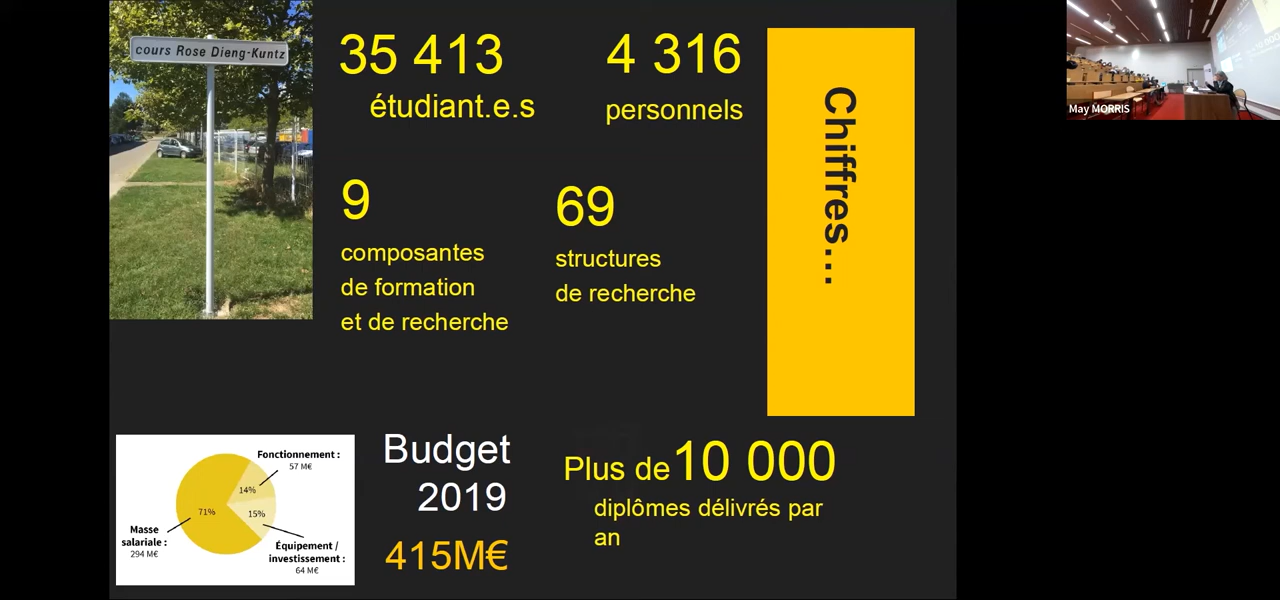 cours Rose Dieng-Kuntz
35 413
étudiant.e.s
4 316
personnels
9
composantes
de formation
et de recherche
69
structures
de recherche
Chiffres...
May MORRIS
Fonctionnement :
57 M€
14%
71%
15%
Masse
salariale :
294 M€
Équipement /
investissement :
64 M€
Budget
2019
415M€
Plus de 10 000
diplômes délivrés par
an